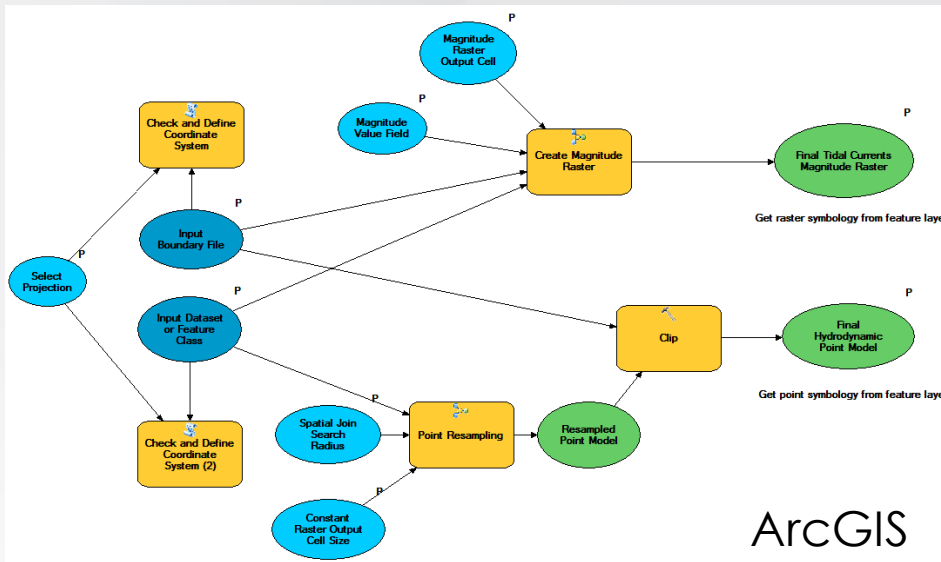 P
Magnitude
Raster
Output Cell
P
Magnitude
Value Field
Check and Define
Coordinate
System
Create Magnitude
Raster
P
Final Tidal Currents
Magnitude Raster
Get raster symbology from feature laye
P
Input
Boundary File
P
Select
Projection
P
Input Dataset
or Feature
Class
Clip
P
Final
Hydrodynamic
Point Model
Get point symbology from feature laye
P
Spatial Join
Search
Radius
Point Resampling
Resampled
Point Model
Check and Define
Coordinate
System (2)
P
Constant
Raster Output
Cell Size
ArcGIS